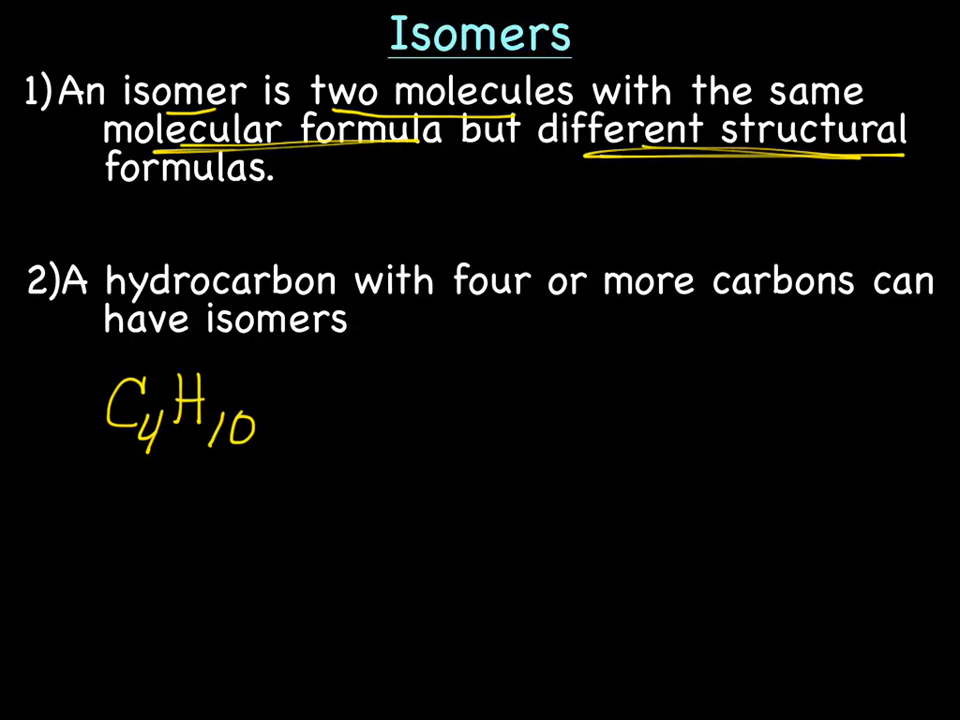 Isomers
1) An isomer is two molecules with the same
molecular formula but different structural
formulas.
2) A hydrocarbon with four or more carbons can
have isomers
C₄H₁₀